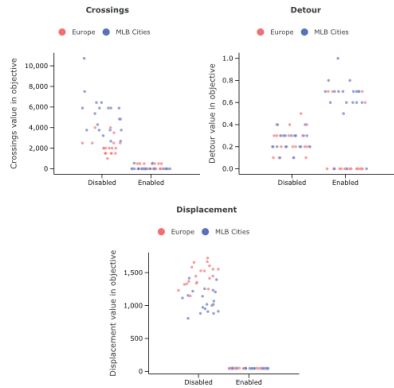 Crossings
Europe MLB Cities
Crossings value in objective
10,000
8,000
6,000
4,000
2,000
0
Disabled Enabled
Detour
Europe MLB Cities
Detour value in objective
1.0
0.8
0.6
0.4
0.2
0.0
Disabled Enabled
Displacement
Europe MLB Cities
Displacement value in objective
1,500
1,000
500
0
Disabled Enabled